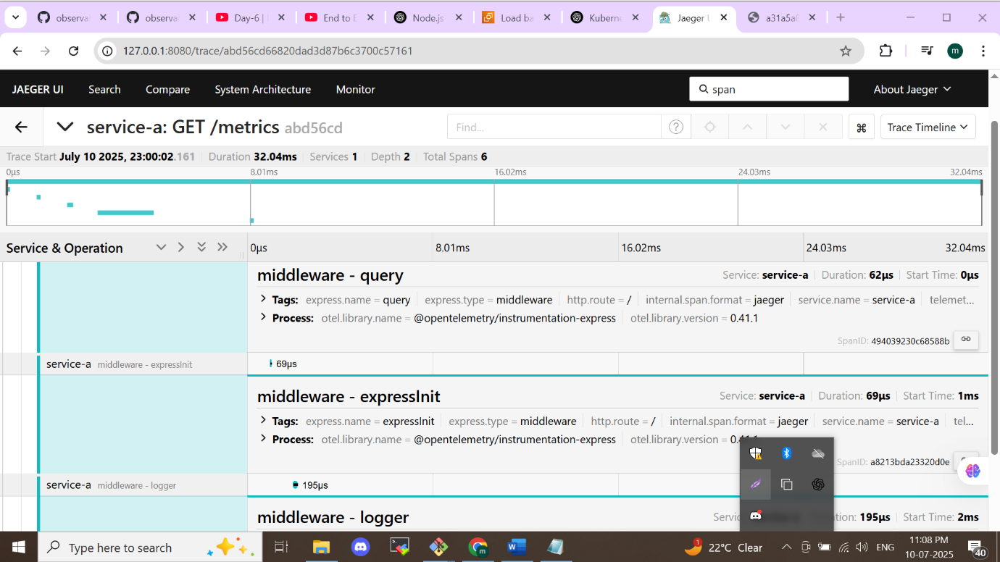 observa
observa
Day-6 |
End to E
Node.js
Load ba
Kuberne
Jaeger U
a31a5a8
127.0.0.1:8080/trace/abd56cd66820dad3d87b6c3700c57161
m
JAEGER UI Search Compare System Architecture Monitor span About Jaeger
service-a: GET /metrics abd56cd Find... ? ⌘ Trace Timeline
Trace Start July 10 2025, 23:00:02.161 Duration 32.04ms Services 1 Depth 2 Total Spans 6
0μs 8.01ms 16.02ms 24.03ms 32.04ms
Service & Operation 0μs 8.01ms 16.02ms 24.03ms 32.04ms
middleware - query Service: service-a Duration: 62μs Start Time: 0μs
Tags: express.name = query express.type = middleware http.route = / internal.span.format = jaeger service.name = service-a telemet...
Process: otel.library.name = @opentelemetry/instrumentation-express otel.library.version = 0.41.1
SpanID: 494039230c68588b
service-a middleware - expressInit 69μs
middleware - expressInit Service: service-a Duration: 69μs Start Time: 1ms
Tags: express.name = expressInit express.type = middleware http.route = / internal.span.format = jaeger service.name = service-a tel...
Process: otel.library.name = @opentelemetry/instrumentation-express otel.library.version = 0.41.1
SpanID: a8213bda23320d0e
service-a middleware - logger 195μs
middleware - logger 195μs Start Time: 2ms
Type here to search 1 22°C Clear ENG 11:08 PM
10-07-2025 40